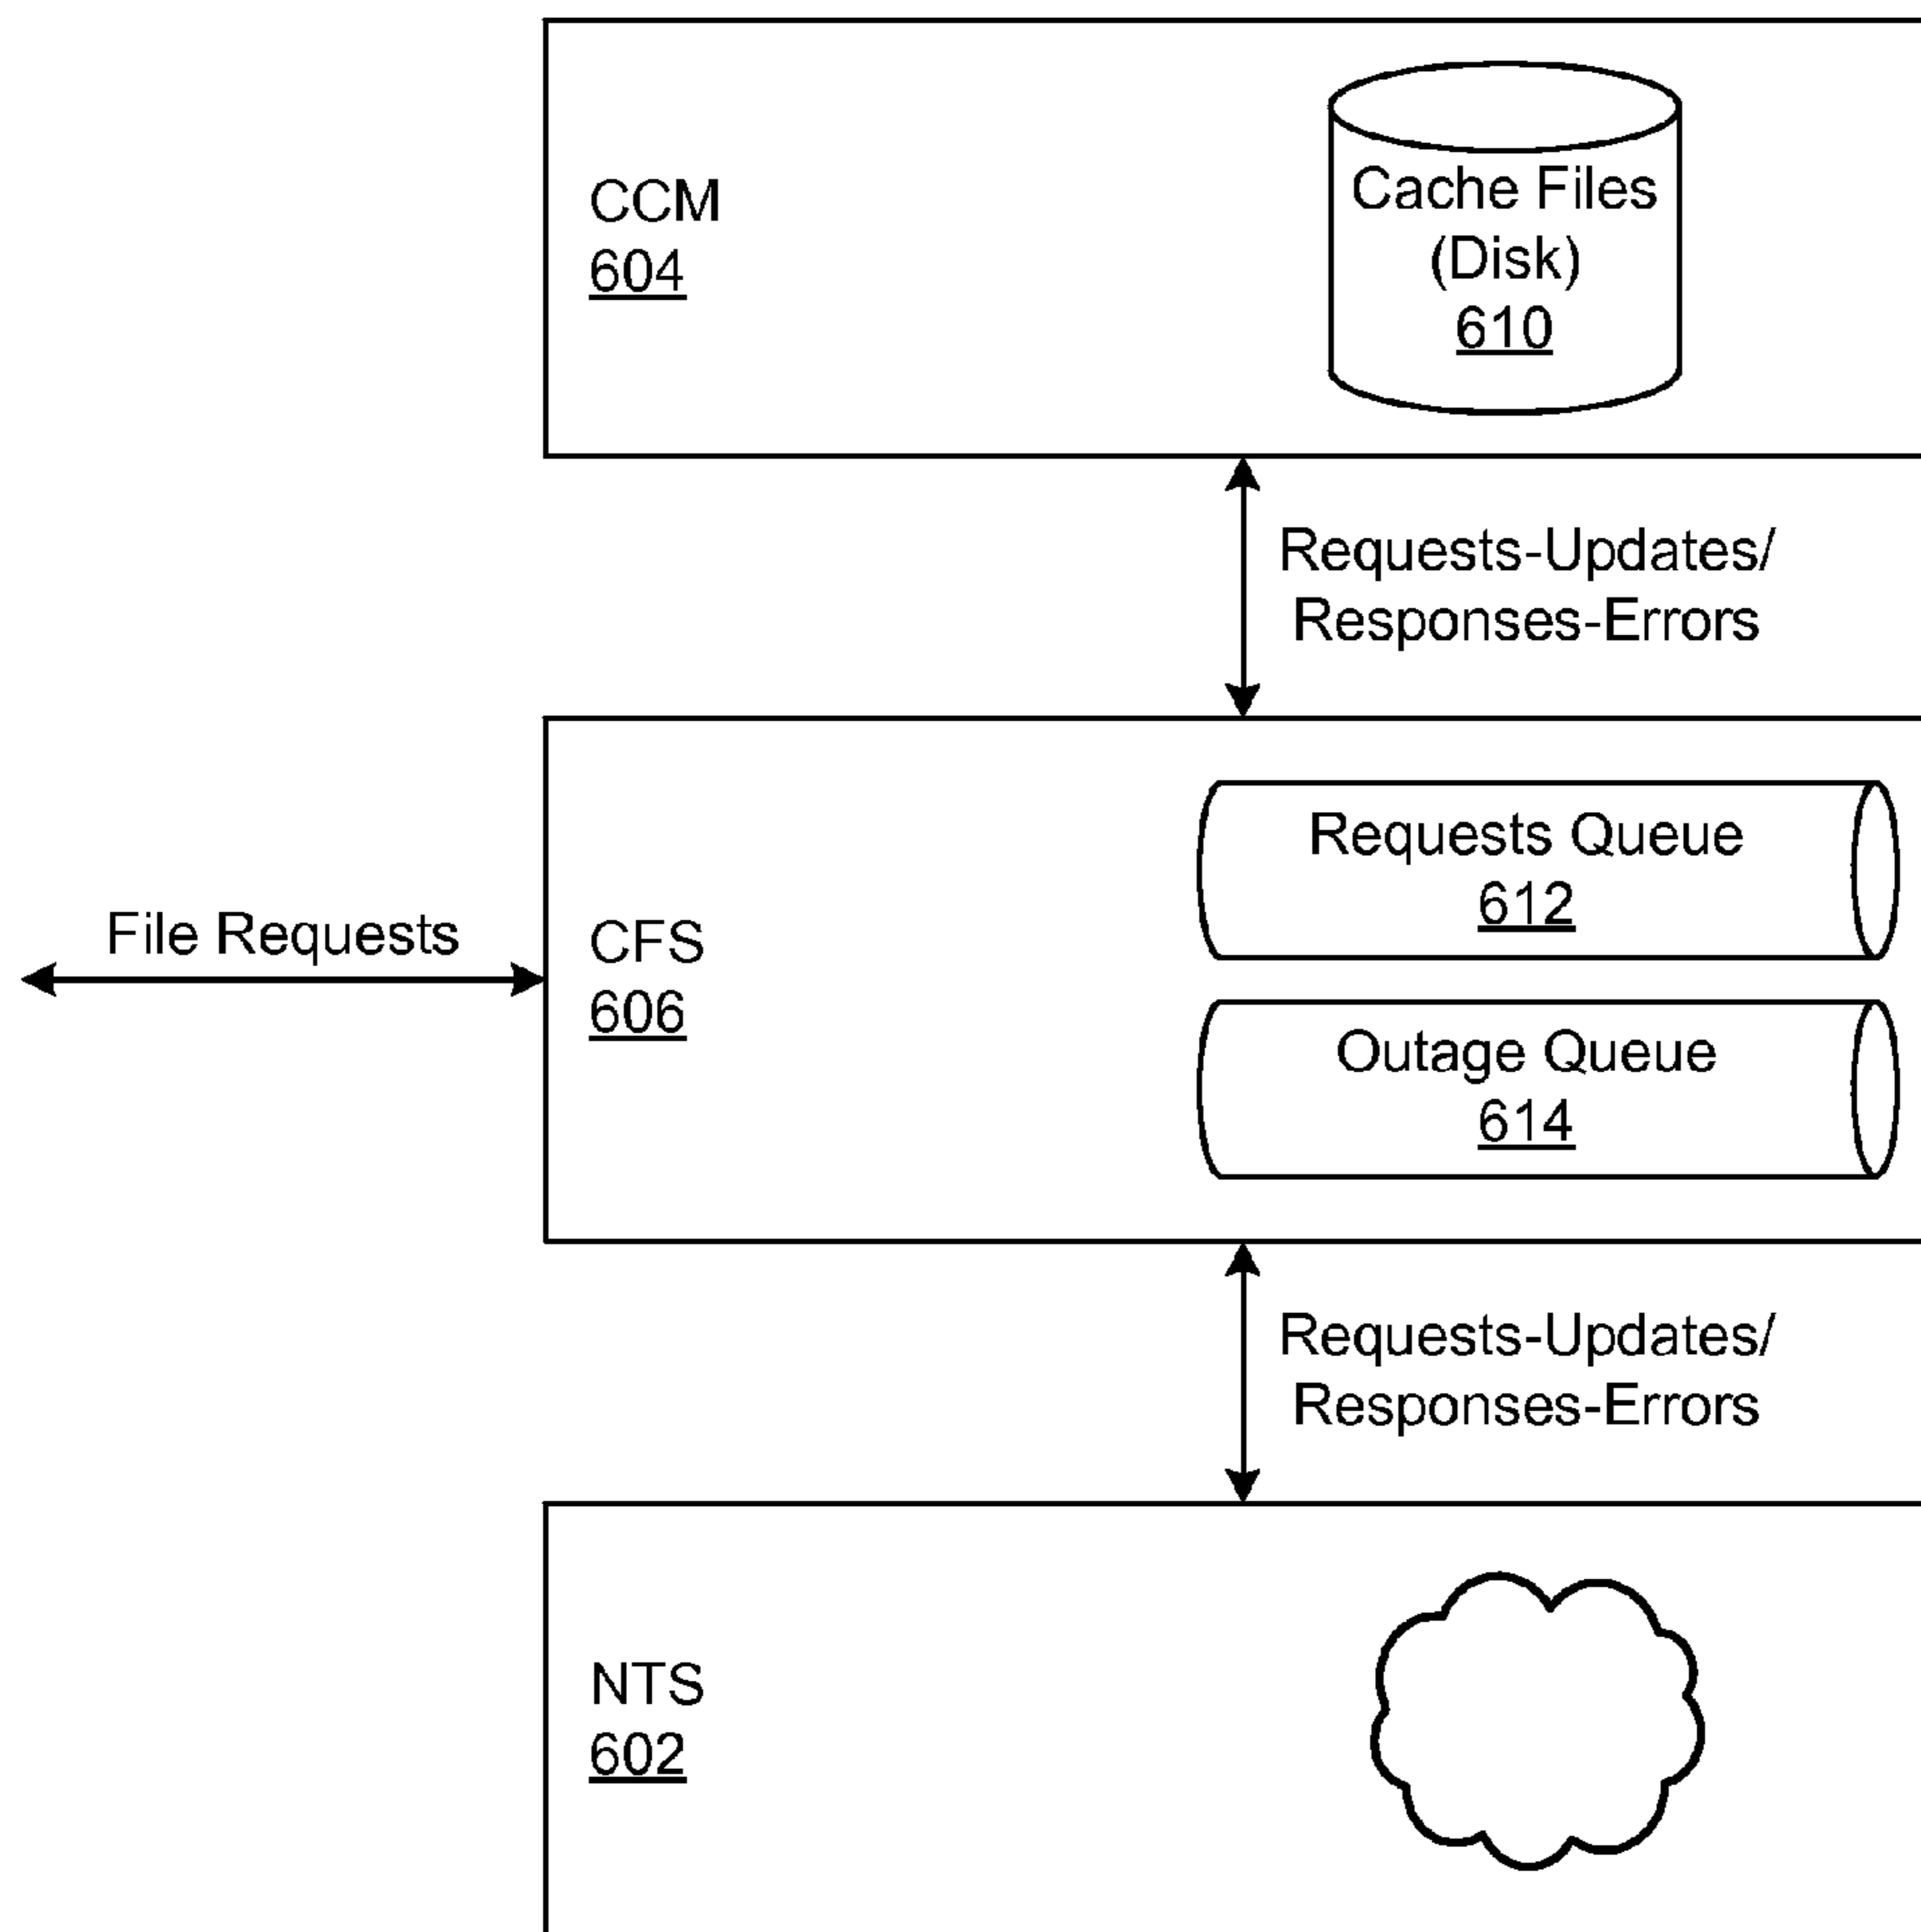 CCM
604
Cache Files
(Disk)
610
Requests-Updates/
Responses-Errors
File Requests
CFS
606
Requests Queue
612
Outage Queue
614
Requests-Updates/
Responses-Errors
NTS
602